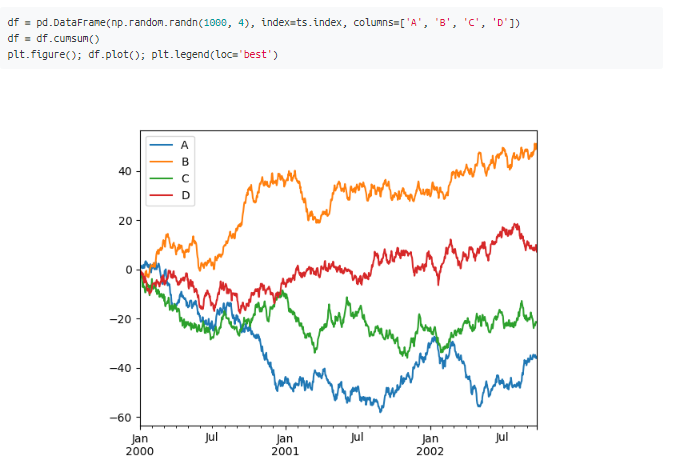 df = pd.DataFrame(np.random.randn(1000, 4), index=ts.index, columns=['A', 'B', 'C', 'D'])
df = df.cumsum()
plt.figure(); df.plot(); plt.legend(loc='best')
A
B
C
D
40
20
0
−20
−40
−60
Jan Jul Jan Jul Jan Jul
2000 2001 2002